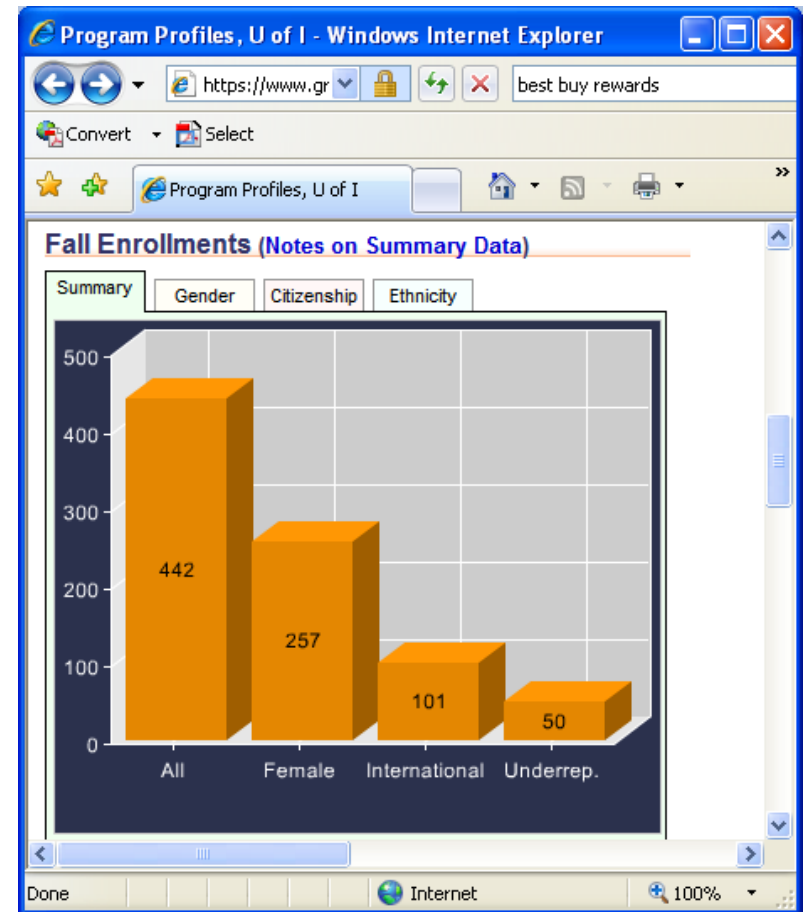 Program Profiles, U of I - Windows Internet Explorer
https://www.gr
best buy rewards
Convert Select
Program Profiles, U of I
»
Fall Enrollments (Notes on Summary Data)
Summary Gender Citizenship Ethnicity
500
400
300
200
100
0
442
257
101
50
All Female International Underrep.
Done Internet 100%